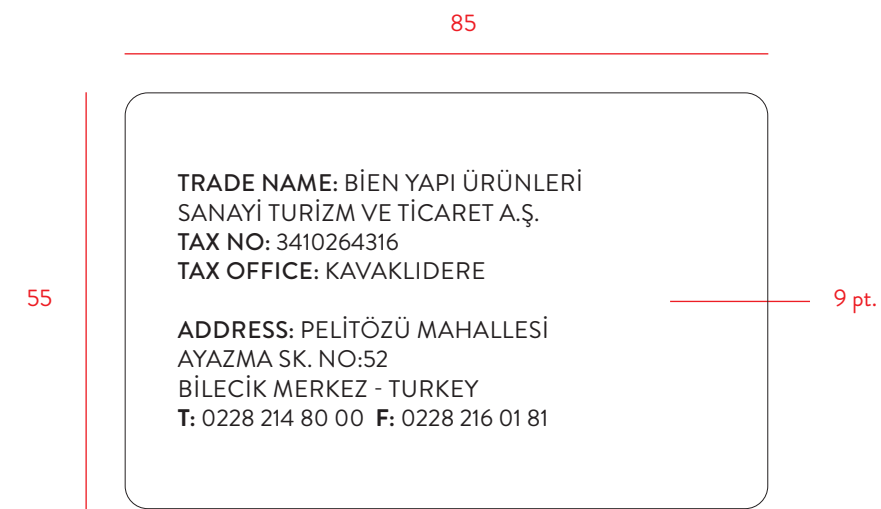 85
TRADE NAME: BİEN YAPI ÜRÜNLERİ
SANAYİ TURİZM VE TİCARET A.Ş.
TAX NO: 3410264316
TAX OFFICE: KAVAKLIDERE
55
9 pt.
ADDRESS: PELİTÖZÜ MAHALLESİ
AYAZMA SK. NO:52
BİLECİK MERKEZ - TURKEY
T: 0228 214 80 00 F: 0228 216 01 81